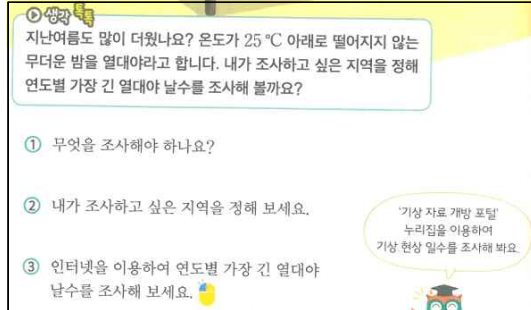 생각 톡톡
지난여름도 많이 더웠나요? 온도가 25 ℃ 아래로 떨어지지 않는
무더운 밤을 열대야라고 합니다. 내가 조사하고 싶은 지역을 정해
연도별 가장 긴 열대야 날수를 조사해 볼까요?
① 무엇을 조사해야 하나요?
② 내가 조사하고 싶은 지역을 정해 보세요.
'기상 자료 개방 포털'
누리집을 이용하여
기상 현상 일수를 조사해 봐요.
③ 인터넷을 이용하여 연도별 가장 긴 열대야
날수를 조사해 보세요.